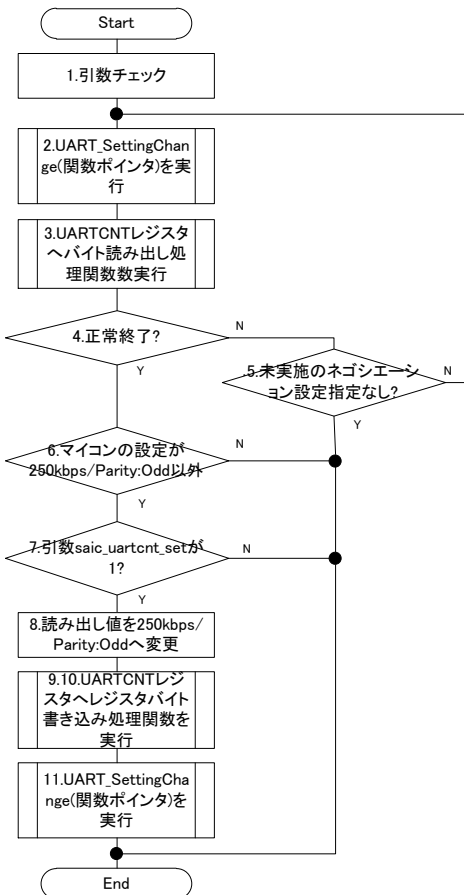 Start
1.引数チェック
2.UART_SettingChan
ge(関数ポインタ)を実
行
3.UARTCNTレジスタ
へバイト読み出し処
理関数数実行
4.正常終了?
N
Y
5.未実施のネゴシエーシ
ョン設定指定なし?
N
Y
6.マイコンの設定が
250kbps/Parity:Odd以外
N
Y
7.引数saic_uartcnt_setが
1?
N
Y
8.読み出し値を250kbps/
Parity:Oddへ変更
9.10.UARTCNTレジ
スタへレジスタバイト
書き込み処理関数を
実行
11.UART_SettingCha
nge(関数ポインタ)を
実行
End